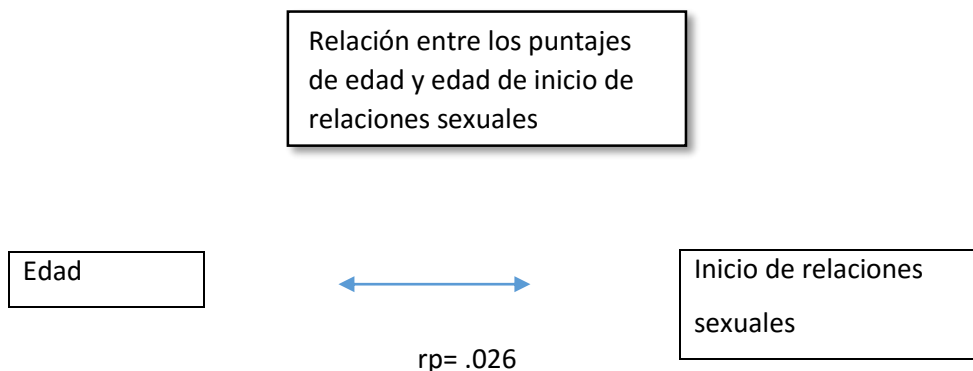 Relación entre los puntajes
de edad y edad de inicio de
relaciones sexuales
Edad
Inicio de relaciones
sexuales
rp= .026